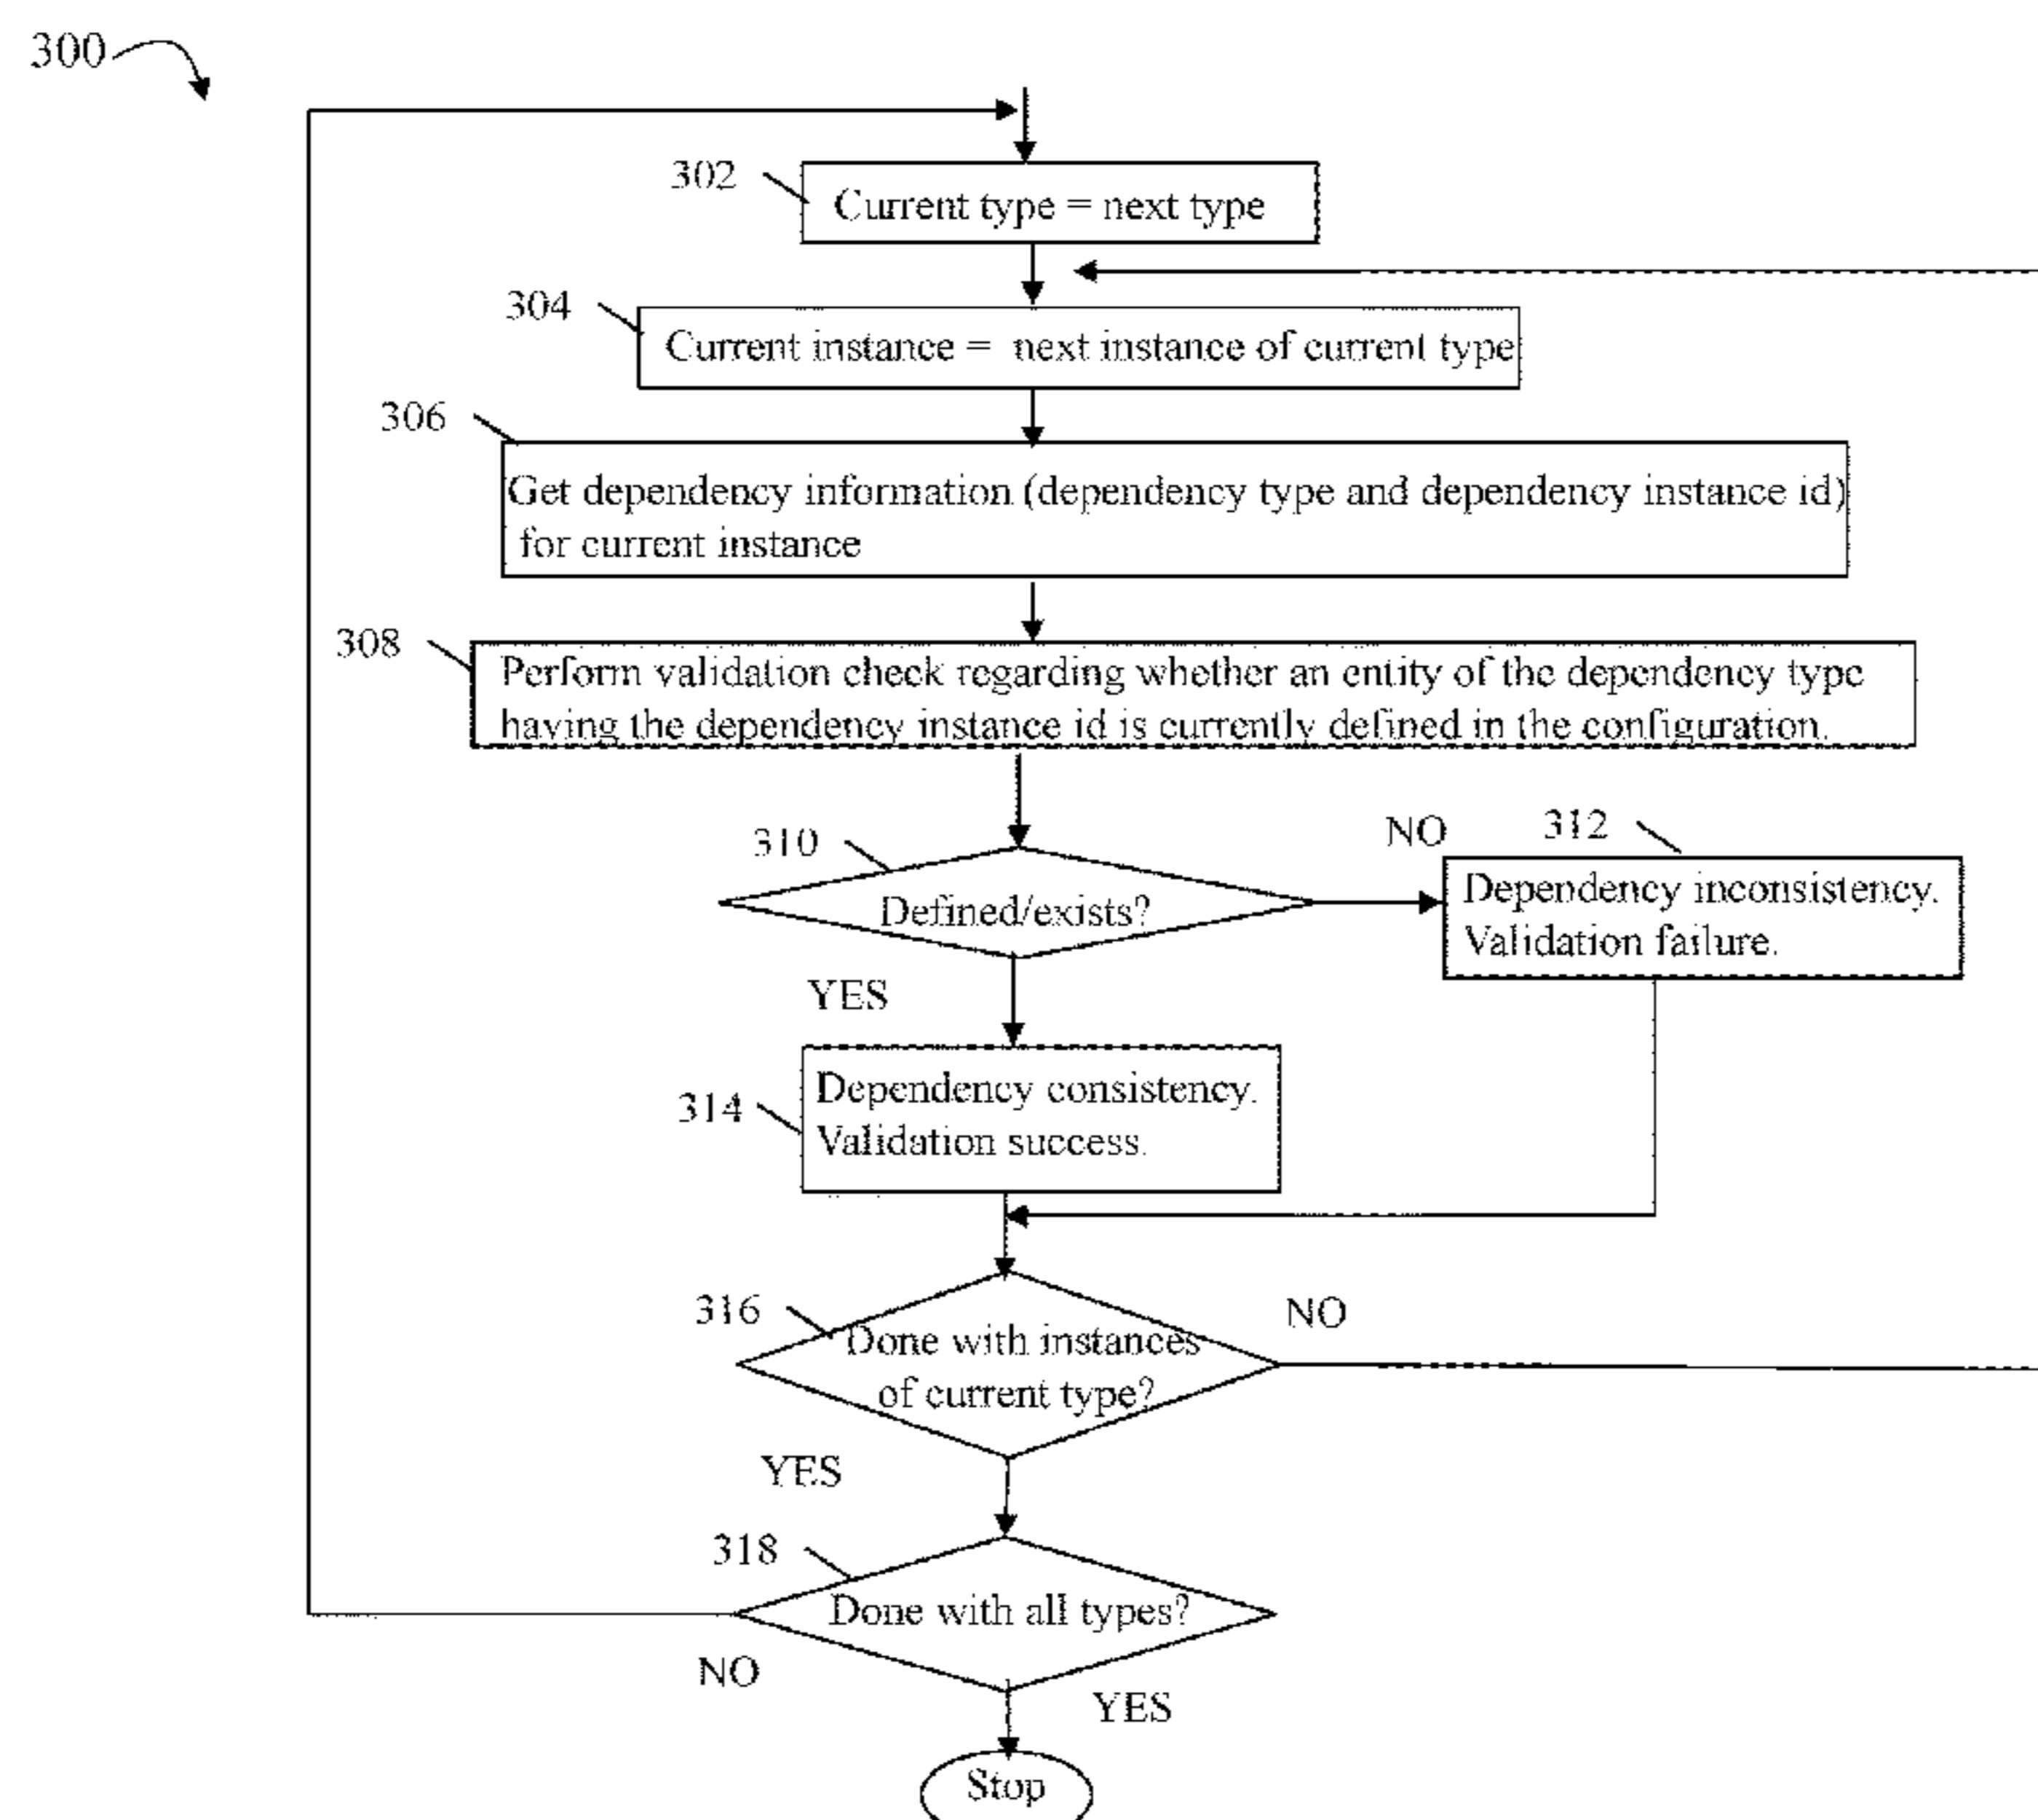 300
302
Current type = next type
304
Current instance = next instance of current type
306
Get dependency information (dependency type and dependency instance id)
for current instance
308
Perform validation check regarding whether an entity of the dependency type
having the dependency instance id is currently defined in the configuration.
310
Defined/exists?
NO
312
Dependency inconsistency.
Validation failure.
YES
314
Dependency consistency.
Validation success.
316
Done with instances
of current type?
NO
YES
318
Done with all types?
NO
YES
Stop